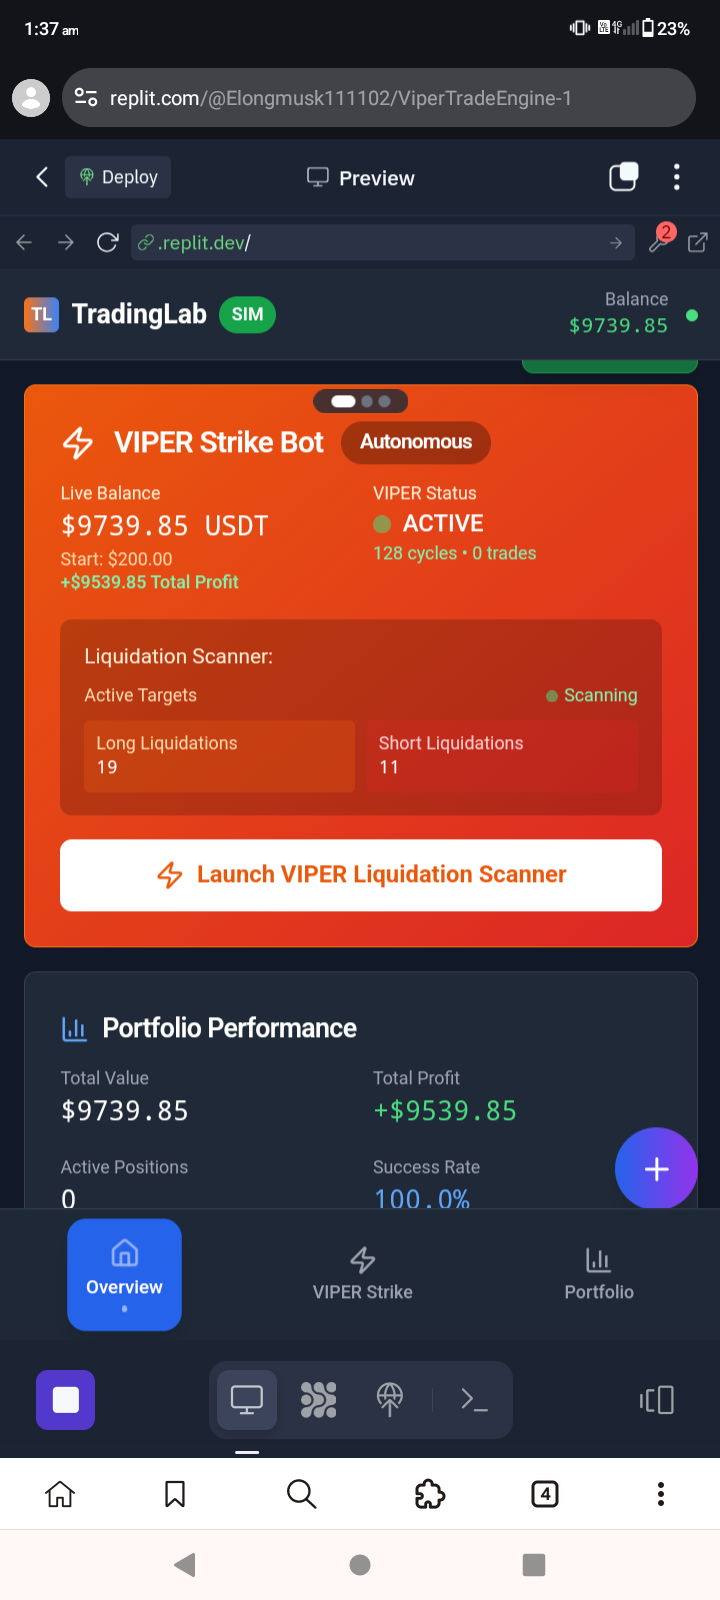 1:37 am
4G
23%
replit.com/@Elongmusk111102/ViperTradeEngine-1
Deploy
Preview
.replit.dev/
2
TL TradingLab SIM
Balance
$9739.85
VIPER Strike Bot Autonomous
Live Balance
$9739.85 USDT
Start: $200.00
+$9539.85 Total Profit
VIPER Status
ACTIVE
128 cycles • 0 trades
Liquidation Scanner:
Active Targets
Scanning
Long Liquidations
19
Short Liquidations
11
Launch VIPER Liquidation Scanner
Portfolio Performance
Total Value
$9739.85
Total Profit
+$9539.85
Active Positions
0
Success Rate
100.0%
Overview
VIPER Strike
Portfolio
4